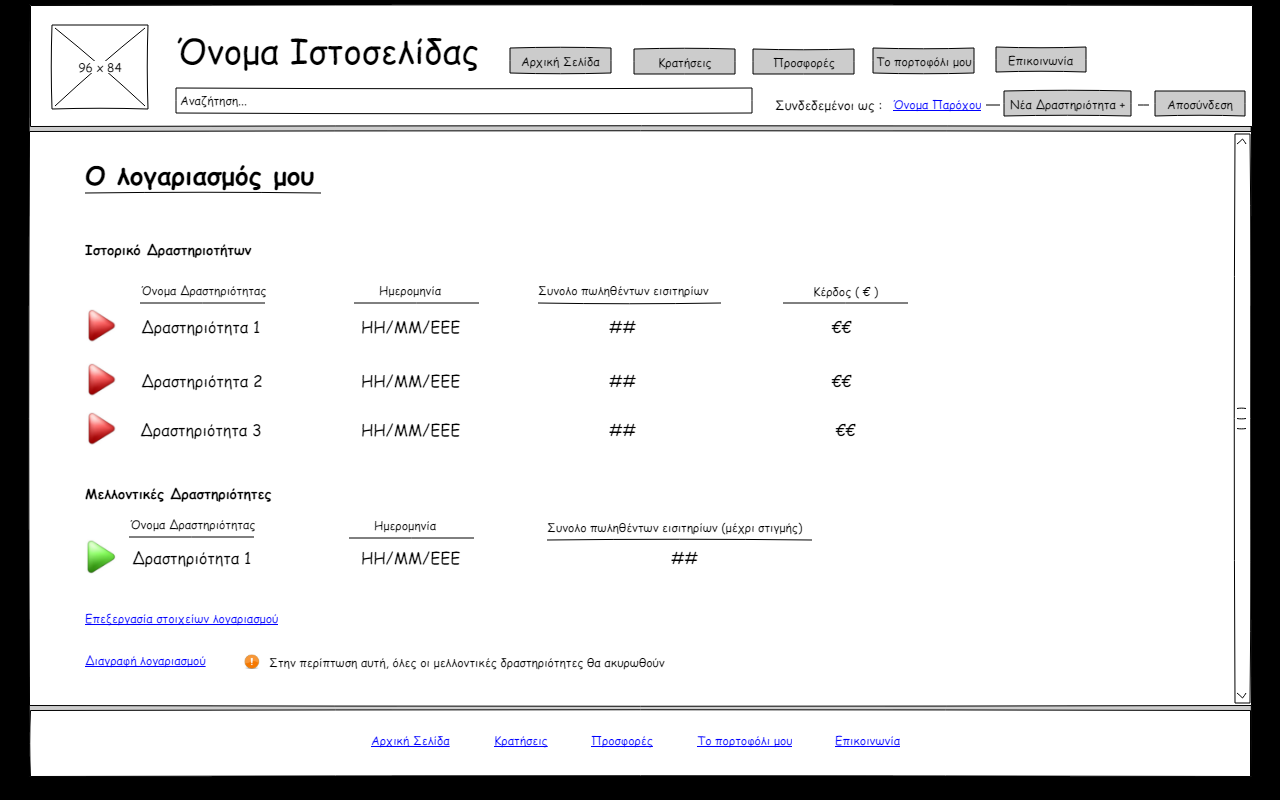 96 x 84
Όνομα Ιστοσελίδας
Αρχική Σελίδα
Κρατήσεις
Προσφορές
Το πορτοφόλι μου
Επικοινωνία
Αναζήτηση...
Συνδεδεμένοι ως : Όνομα Παρόχου — Νέα Δραστηριότητα + — Αποσύνδεση
Ο λογαριασμός μου
Ιστορικό Δραστηριοτήτων
Όνομα Δραστηριότητας Ημερομηνία Συνολο πωληθέντων εισιτηρίων Κέρδος ( € )
Δραστηριότητα 1 ΗΗ/ΜΜ/ΕΕΕ ## €€
Δραστηριότητα 2 ΗΗ/ΜΜ/ΕΕΕ ## €€
Δραστηριότητα 3 ΗΗ/ΜΜ/ΕΕΕ ## €€
Μελλοντικές Δραστηριότητες
Όνομα Δραστηριότητας Ημερομηνία Συνολο πωληθέντων εισιτηρίων (μέχρι στιγμής)
Δραστηριότητα 1 ΗΗ/ΜΜ/ΕΕΕ ##
Επεξεργασία στοιχείων λογαριασμού
Διαγραφή λογαριασμού ! Στην περίπτωση αυτή, όλες οι μελλοντικές δραστηριότητες θα ακυρωθούν
Αρχική Σελίδα Κρατήσεις Προσφορές Το πορτοφόλι μου Επικοινωνία